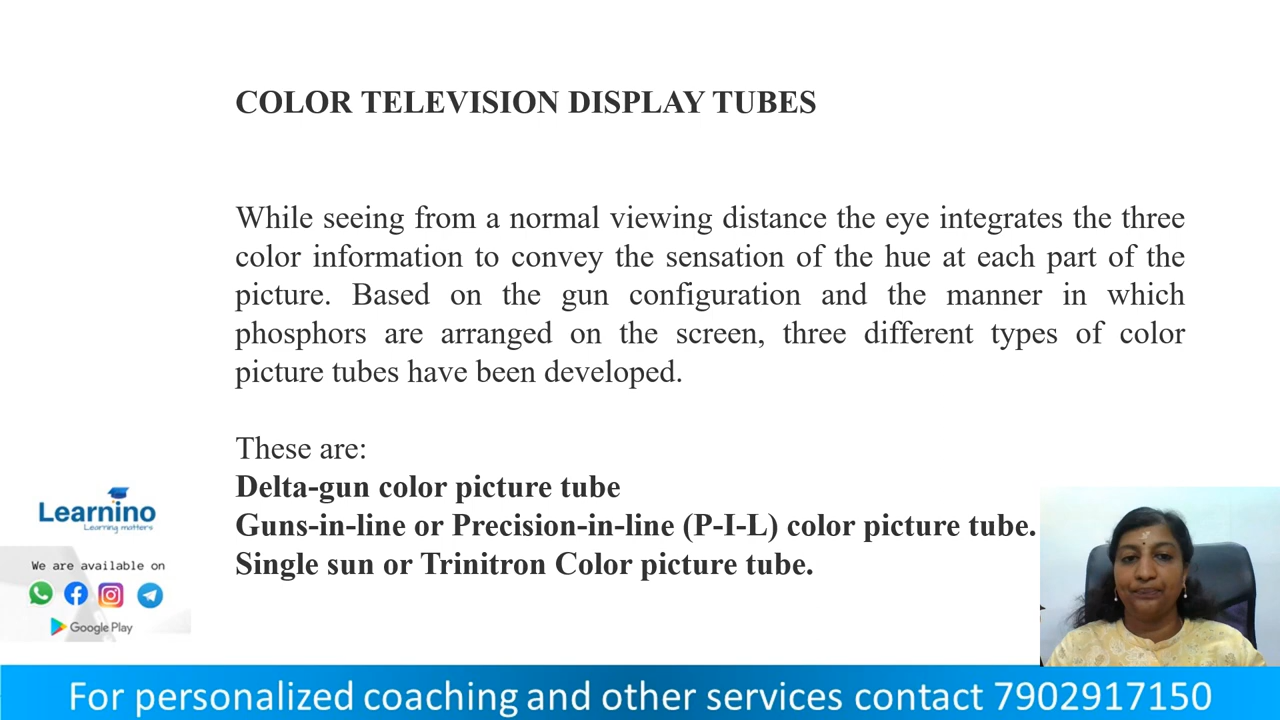 COLOR TELEVISION DISPLAY TUBES
While seeing from a normal viewing distance the eye integrates the three
color information to convey the sensation of the hue at each part of the
picture. Based on the gun configuration and the manner in which
phosphors are arranged on the screen, three different types of color
picture tubes have been developed.
These are:
Delta-gun color picture tube
Guns-in-line or Precision-in-line (P-I-L) color picture tube.
Single sun or Trinitron Color picture tube.
Learnino
Learning matters
We are available on
Google Play
For personalized coaching and other services contact 7902917150